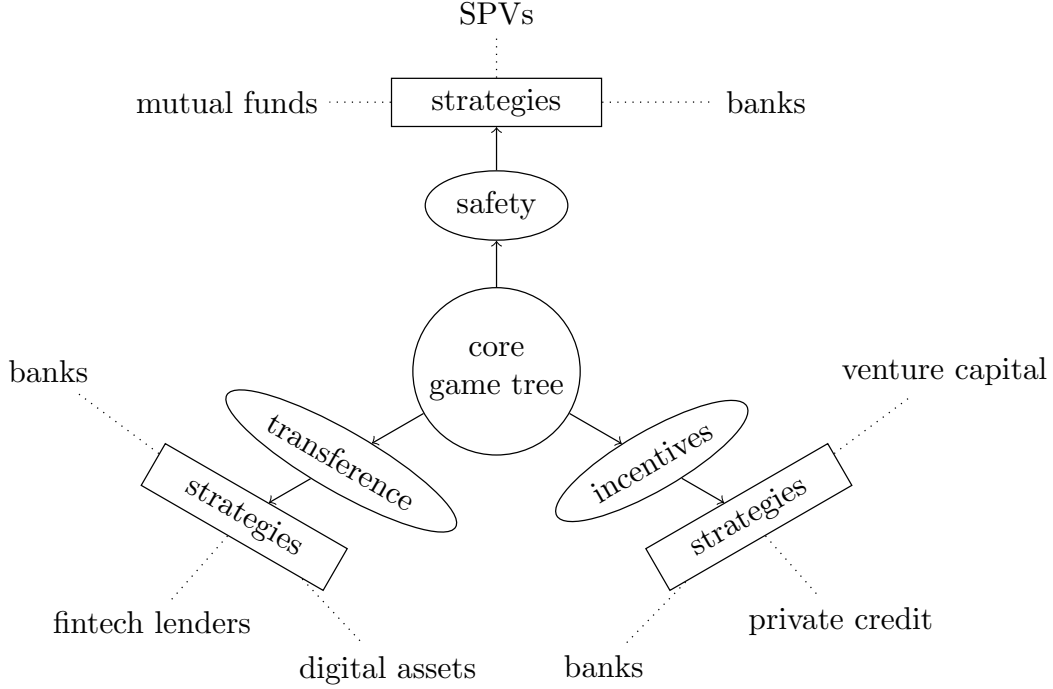 SPVs
mutual funds
strategies
banks
safety
core
game tree
banks
venture capital
transference
incentives
strategies
strategies
fintech lenders
private credit
digital assets
banks